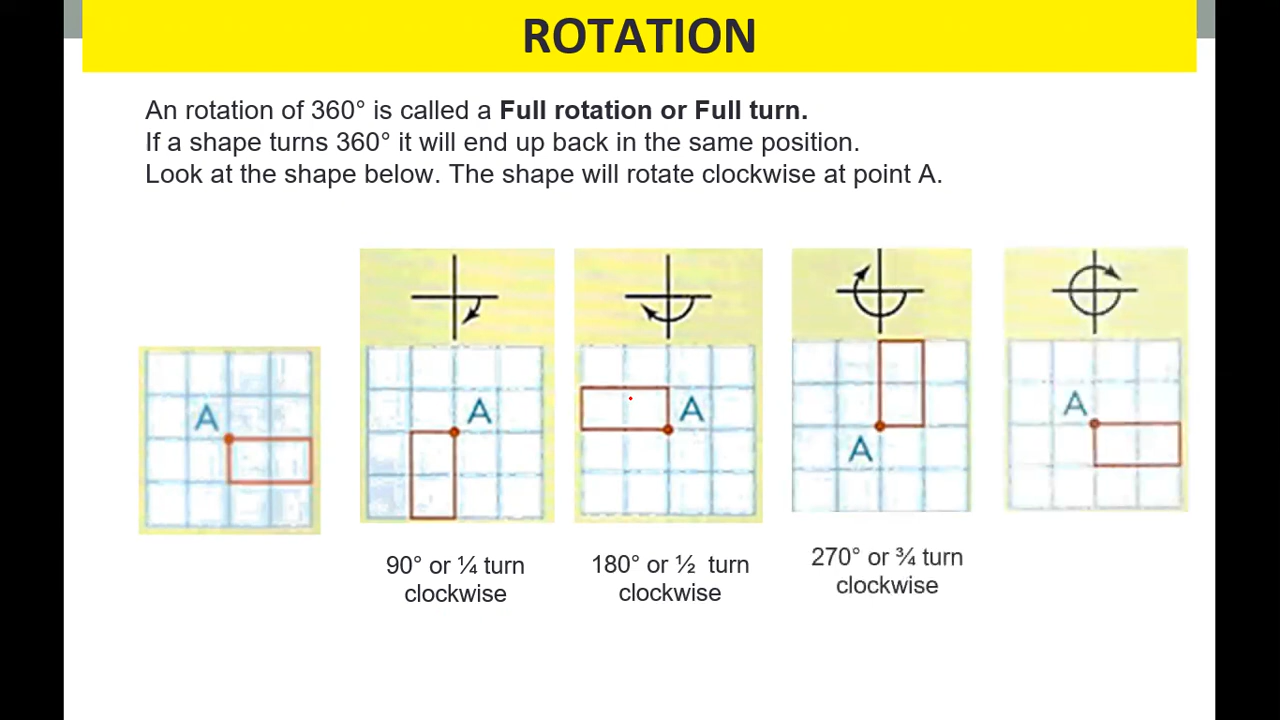 ROTATION
An rotation of 360° is called a Full rotation or Full turn.
If a shape turns 360° it will end up back in the same position.
Look at the shape below. The shape will rotate clockwise at point A.
A
A
A
A
A
90° or ¼ turn
clockwise
180° or ½ turn
clockwise
270° or ¾ turn
clockwise